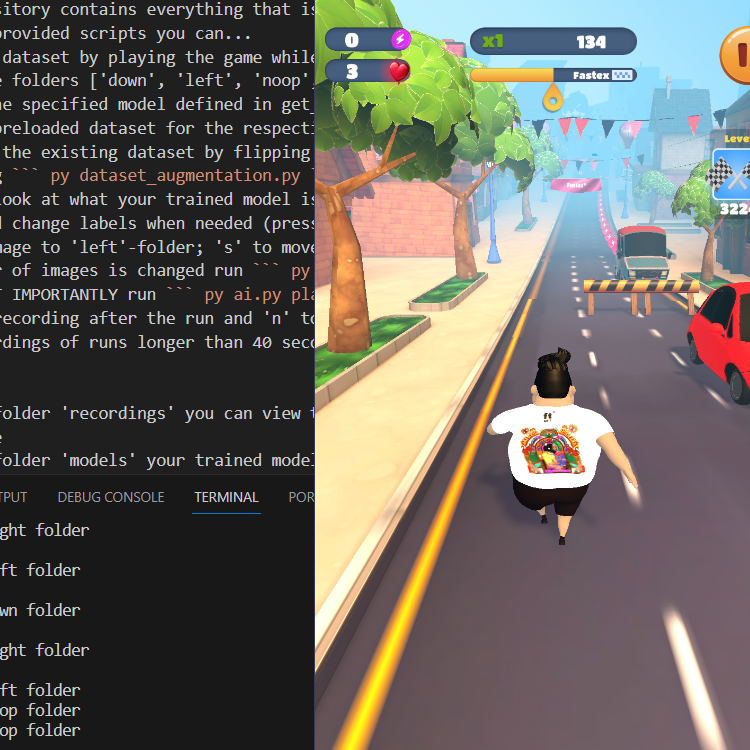 sitory contains everything that is
provided scripts you can...
dataset by playing the game while
e folders ['down', 'left', 'noop',
he specified model defined in get_
preloaded dataset for the respecti
the existing dataset by flipping
g ``` py dataset_augmentation.py `
look at what your trained model is
d change labels when needed (press
mage to 'left'-folder; 's' to move
r of images is changed run ``` py
T IMPORTANTLY run ``` py ai.py pla
recording after the run and 'n' to
rdings of runs longer than 40 seco
folder 'recordings' you can view t
e
folder 'models' your trained model
TPUT DEBUG CONSOLE TERMINAL POR
ght folder
ft folder
wn folder
ght folder
ft folder
op folder
op folder
0
x1 134
3
Fastex
Leve
322